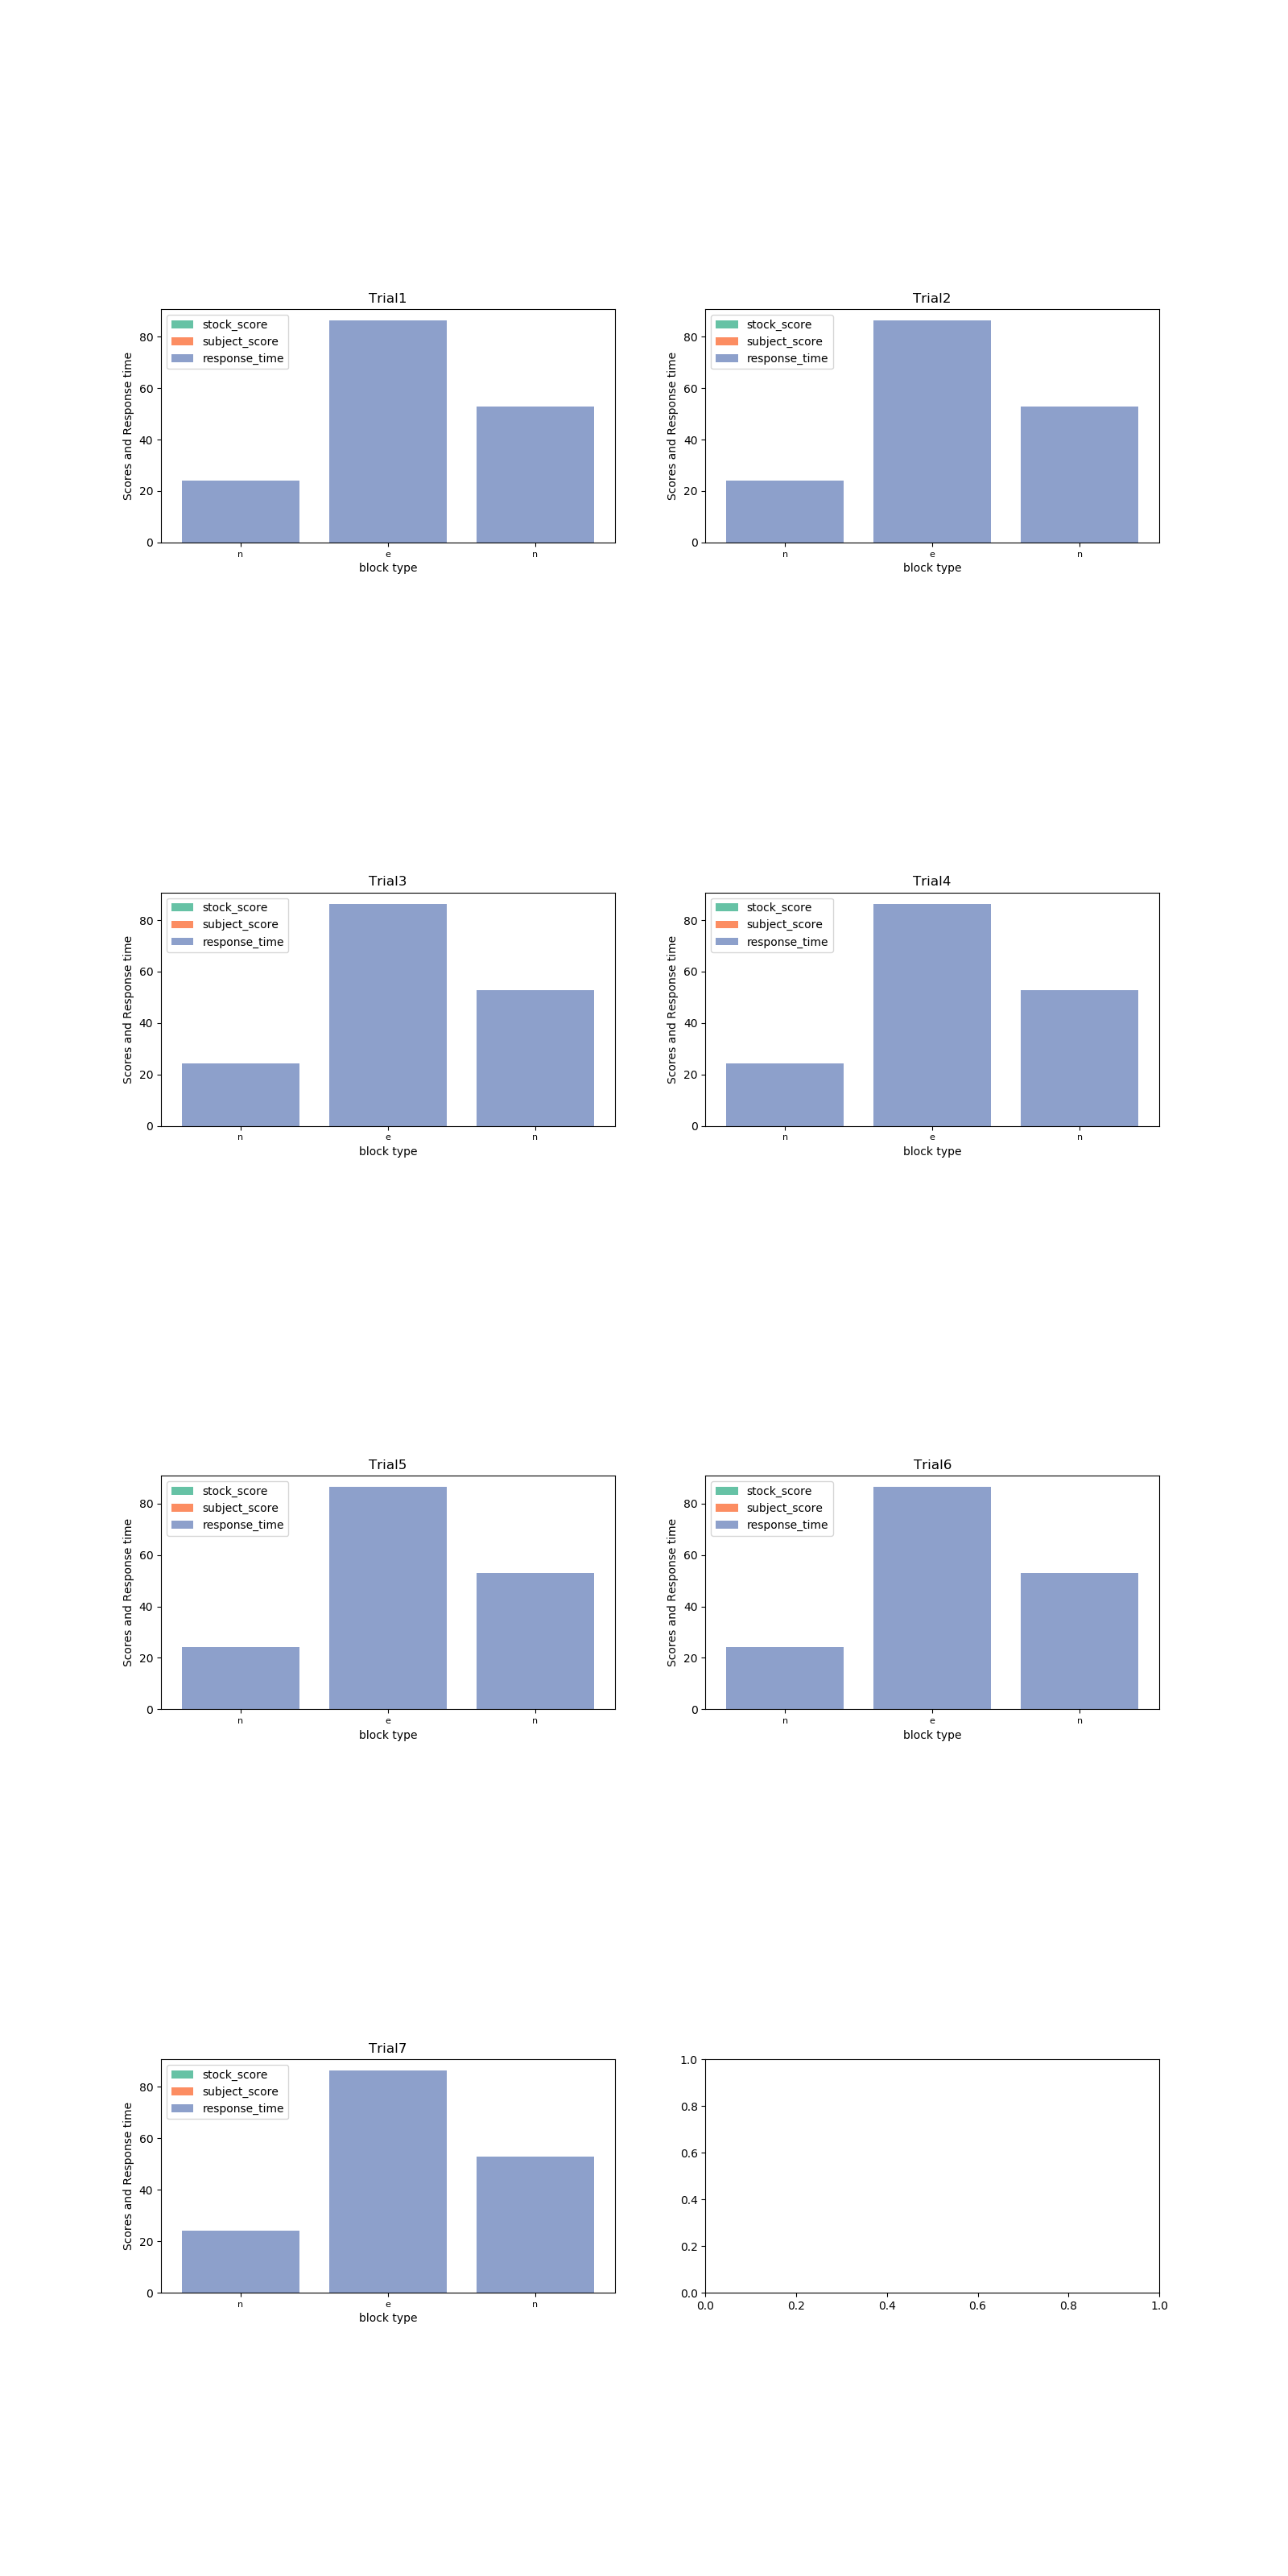 Trial1
Scores and Response time
80
60
40
20
0
stock_score
subject_score
response_time
n e n
block type
Trial2
Scores and Response time
80
60
40
20
0
stock_score
subject_score
response_time
n e n
block type
Trial3
Scores and Response time
80
60
40
20
0
stock_score
subject_score
response_time
n e n
block type
Trial4
Scores and Response time
80
60
40
20
0
stock_score
subject_score
response_time
n e n
block type
Trial5
Scores and Response time
80
60
40
20
0
stock_score
subject_score
response_time
n e n
block type
Trial6
Scores and Response time
80
60
40
20
0
stock_score
subject_score
response_time
n e n
block type
Trial7
Scores and Response time
80
60
40
20
0
stock_score
subject_score
response_time
n e n
block type
1.0
0.8
0.6
0.4
0.2
0.0
0.0 0.2 0.4 0.6 0.8 1.0